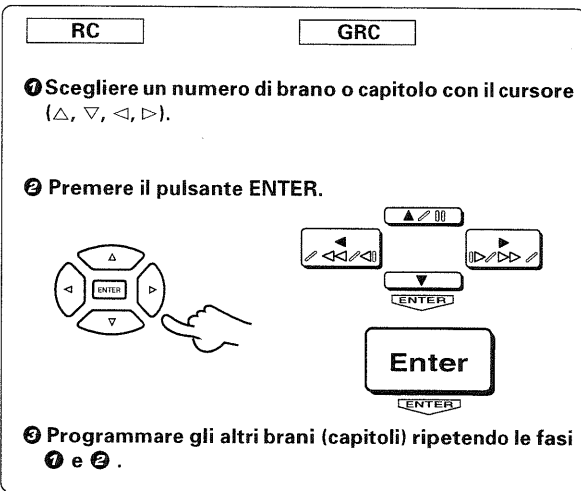 RC GRC
❶ Scegliere un numero di brano o capitolo con il cursore
(△, ▽, ◁, ▷).
❷ Premere il pulsante ENTER.
ENTER
ENTER
Enter
ENTER
❸ Programmare gli altri brani (capitoli) ripetendo le fasi
❶ e ❷ .